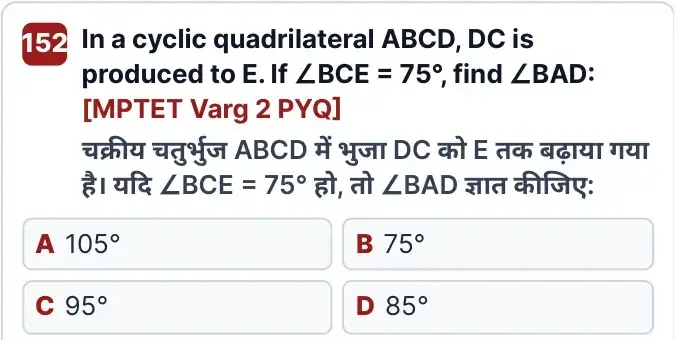 152 In a cyclic quadrilateral ABCD, DC is
produced to E. If ∠BCE = 75°, find ∠BAD:
[MPTET Varg 2 PYQ]
चक्रीय चतुर्भुज ABCD में भुजा DC को E तक बढ़ाया गया
है। यदि ∠BCE = 75° हो, तो ∠BAD ज्ञात कीजिए:
A 105°
B 75°
C 95°
D 85°